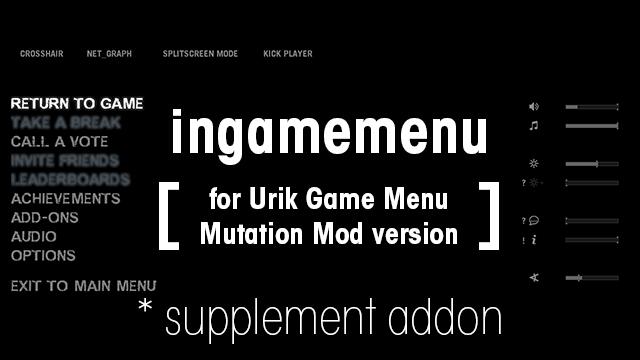 CROSSHAIR NET_GRAPH SPLITSCREEN MODE KICK PLAYER
RETURN TO GAME
TAKE A BREAK
CALL A VOTE
INVITE FRIENDS
LEADERBOARDS
ACHIEVEMENTS
ADD-ONS
AUDIO
OPTIONS
EXIT TO MAIN MENU
ingamemenu
[ for Urik Game Menu
Mutation Mod version ]
* supplement addon
?
?
? i